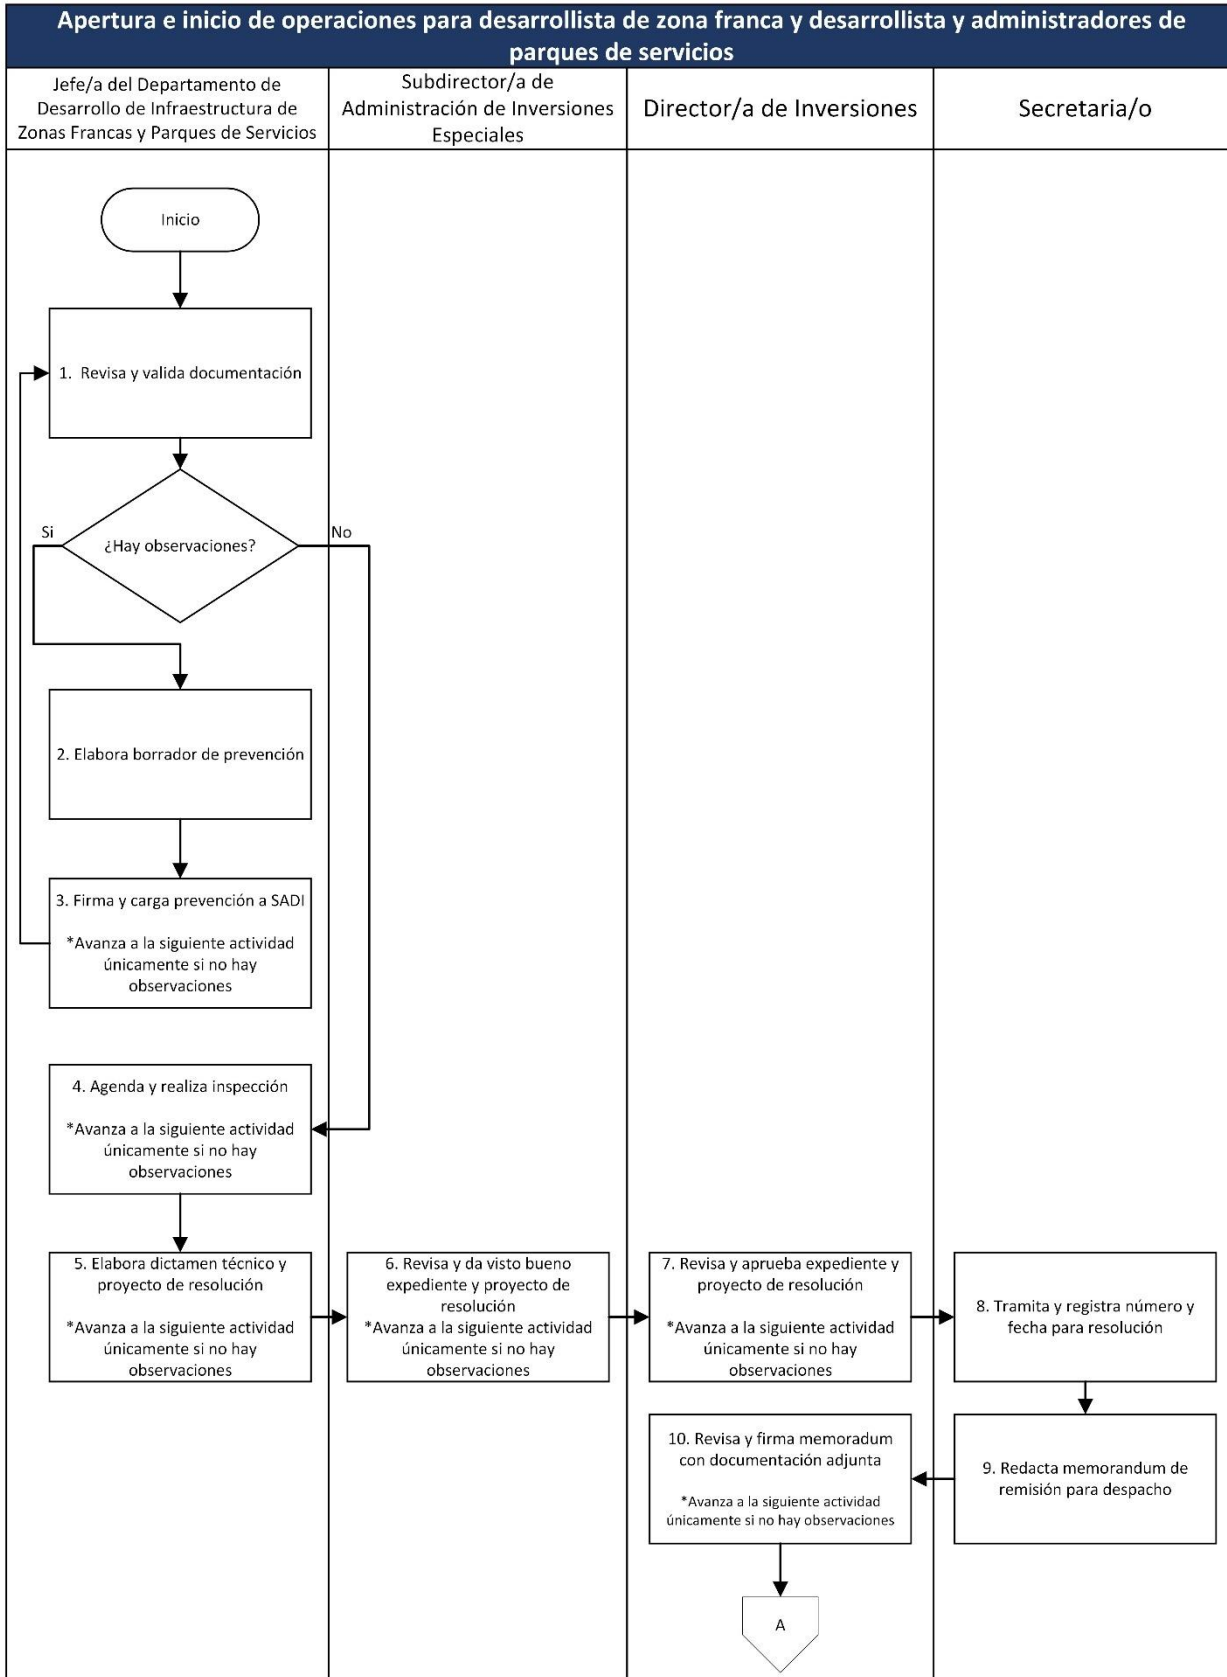 Apertura e inicio de operaciones para desarrollista de zona franca y desarrollista y administradores de
parques de servicios
Jefe/a del Departamento de
Desarrollo de Infraestructura de
Zonas Francas y Parques de Servicios
Subdirector/a de
Administración de Inversiones
Especiales
Director/a de Inversiones
Secretaria/o
Inicio
1. Revisa y valida documentación
Si
¿Hay observaciones?
No
2. Elabora borrador de prevención
3. Firma y carga prevención a SADI
*Avanza a la siguiente actividad
únicamente si no hay
observaciones
4. Agenda y realiza inspección
*Avanza a la siguiente actividad
únicamente si no hay
observaciones
5. Elabora dictamen técnico y
proyecto de resolución
*Avanza a la siguiente actividad
únicamente si no hay
observaciones
6. Revisa y da visto bueno
expediente y proyecto de
resolución
*Avanza a la siguiente actividad
únicamente si no hay
observaciones
7. Revisa y aprueba expediente y
proyecto de resolución
*Avanza a la siguiente actividad
únicamente si no hay
observaciones
8. Tramita y registra número y
fecha para resolución
9. Redacta memorandum de
remisión para despacho
10. Revisa y firma memoradum
con documentación adjunta
*Avanza a la siguiente actividad
únicamente si no hay observaciones
A